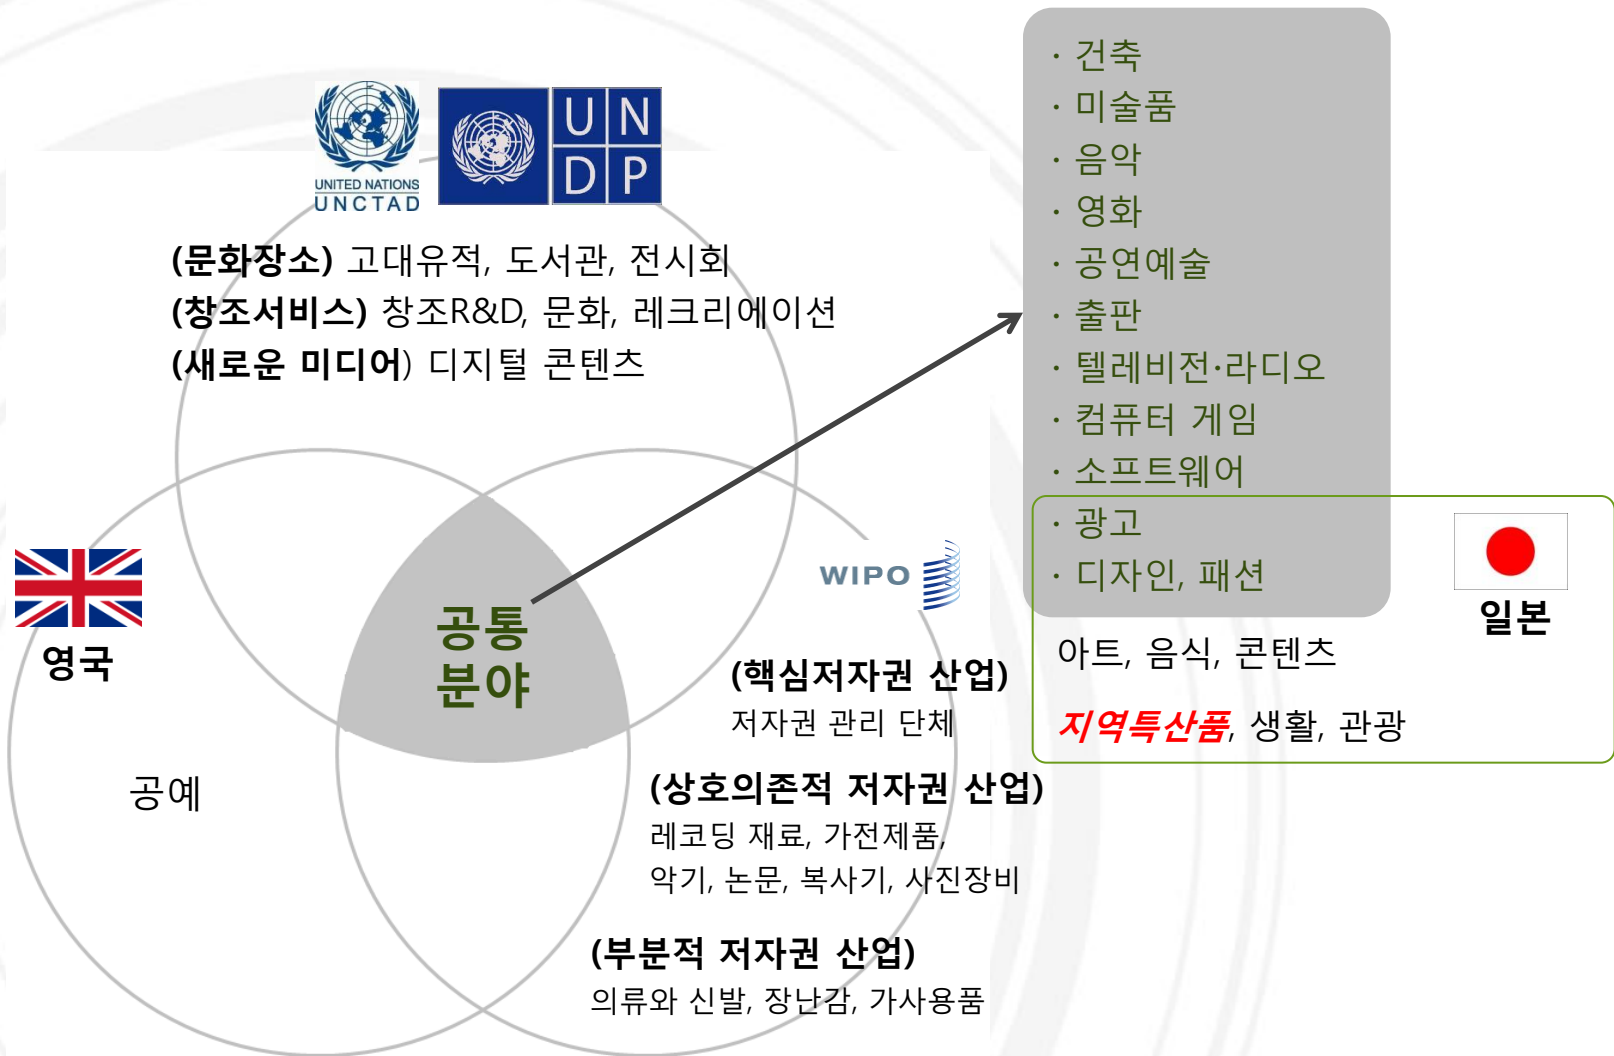 UNITED NATIONS
UNCTAD
UN
DP
(문화장소) 고대유적, 도서관, 전시회
(창조서비스) 창조R&D, 문화, 레크리에이션
(새로운 미디어) 디지털 콘텐츠
영국
공예
공통
분야
WIPO
(핵심저자권 산업)
저자권 관리 단체
(상호의존적 저자권 산업)
레코딩 재료, 가전제품,
악기, 논문, 복사기, 사진장비
(부분적 저자권 산업)
의류와 신발, 장난감, 가사용품
· 건축
· 미술품
· 음악
· 영화
· 공연예술
· 출판
· 텔레비전·라디오
· 컴퓨터 게임
· 소프트웨어
· 광고
· 디자인, 패션
일본
아트, 음식, 콘텐츠
지역특산품, 생활, 관광